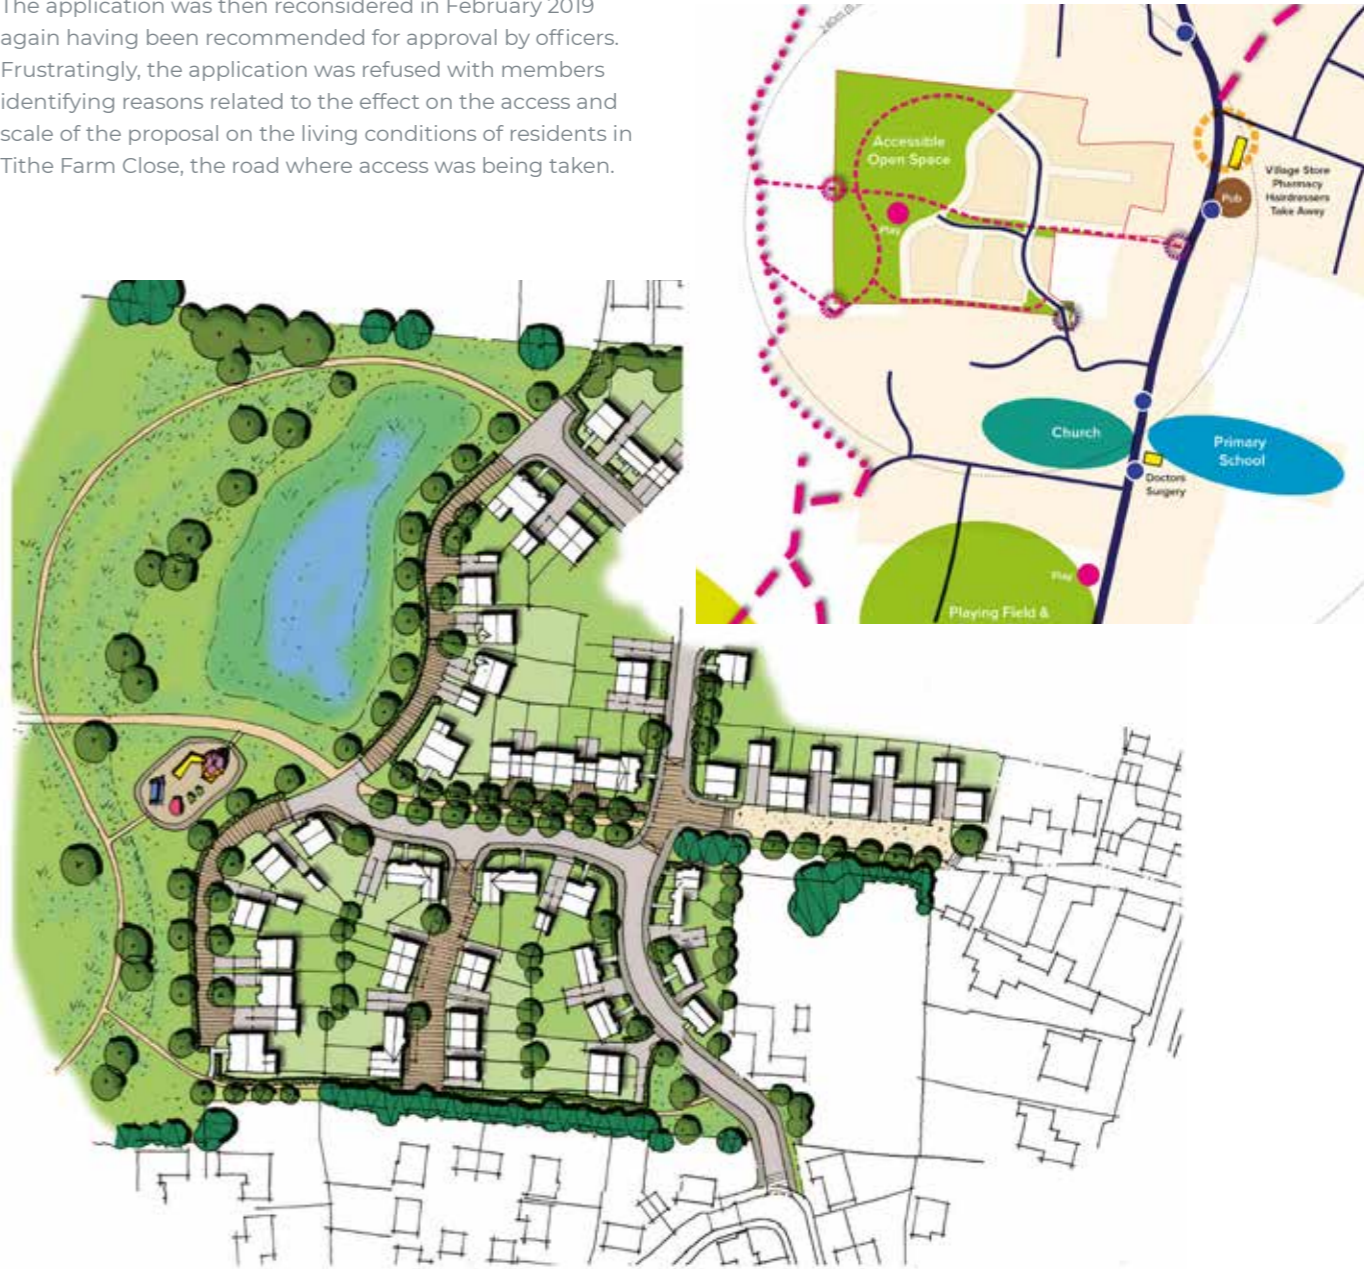 The application was then reconsidered in February 2019
again having been recommended for approval by officers.
Frustratingly, the application was refused with members
identifying reasons related to the effect on the access and
scale of the proposal on the living conditions of residents in
Tithe Farm Close, the road where access was being taken.
Accessible
Open Space
Play
Village Store
Pharmacy
Hairdressers
Take Away
Pub
Church
Primary
School
Doctors
Surgery
Play
Playing Field &